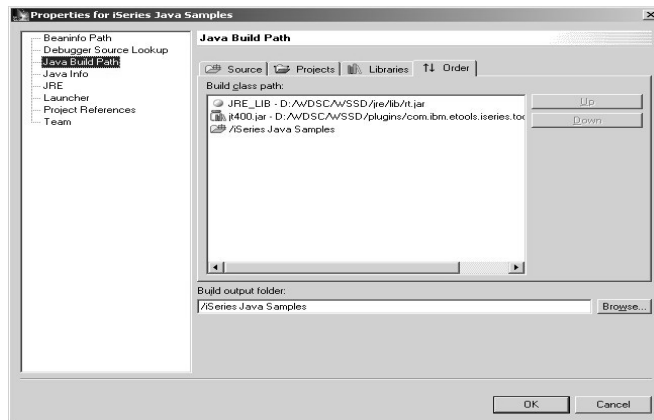 Properties for iSeries Java Samples
Beaninfo Path
Debugger Source Lookup
Java Build Path
Java Info
JRE
Launcher
Project References
Team
Java Build Path
Source
Projects
Libraries
Order
Build class path:
JRE_LIB - D:/WDSC/WSSD/jre/lib/rt.jar
jt400.jar - D:/WDSC/WSSD/plugins/com.ibm.etools.iseries.too
/iSeries Java Samples
Up
Down
Build output folder:
/iSeries Java Samples
Browse...
OK
Cancel